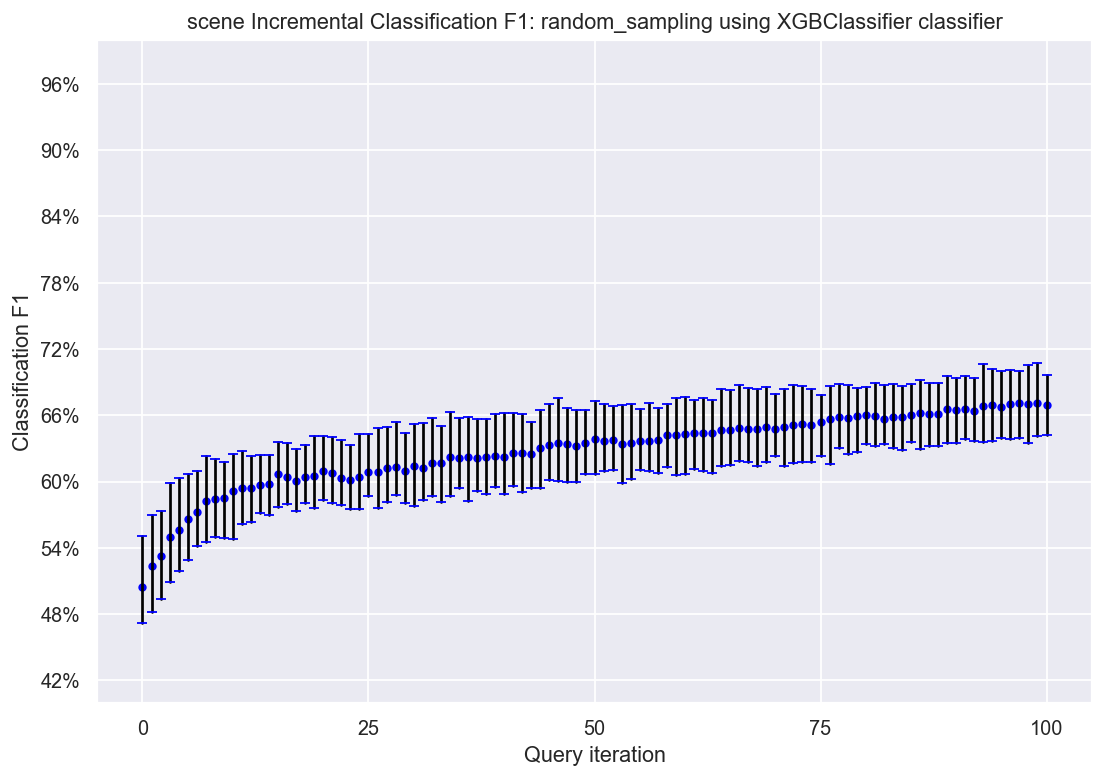 scene Incremental Classification F1: random_sampling using XGBClassifier classifier
96%
90%
84%
78%
72%
66%
60%
54%
48%
42%
Classification F1
0 25 50 75 100
Query iteration